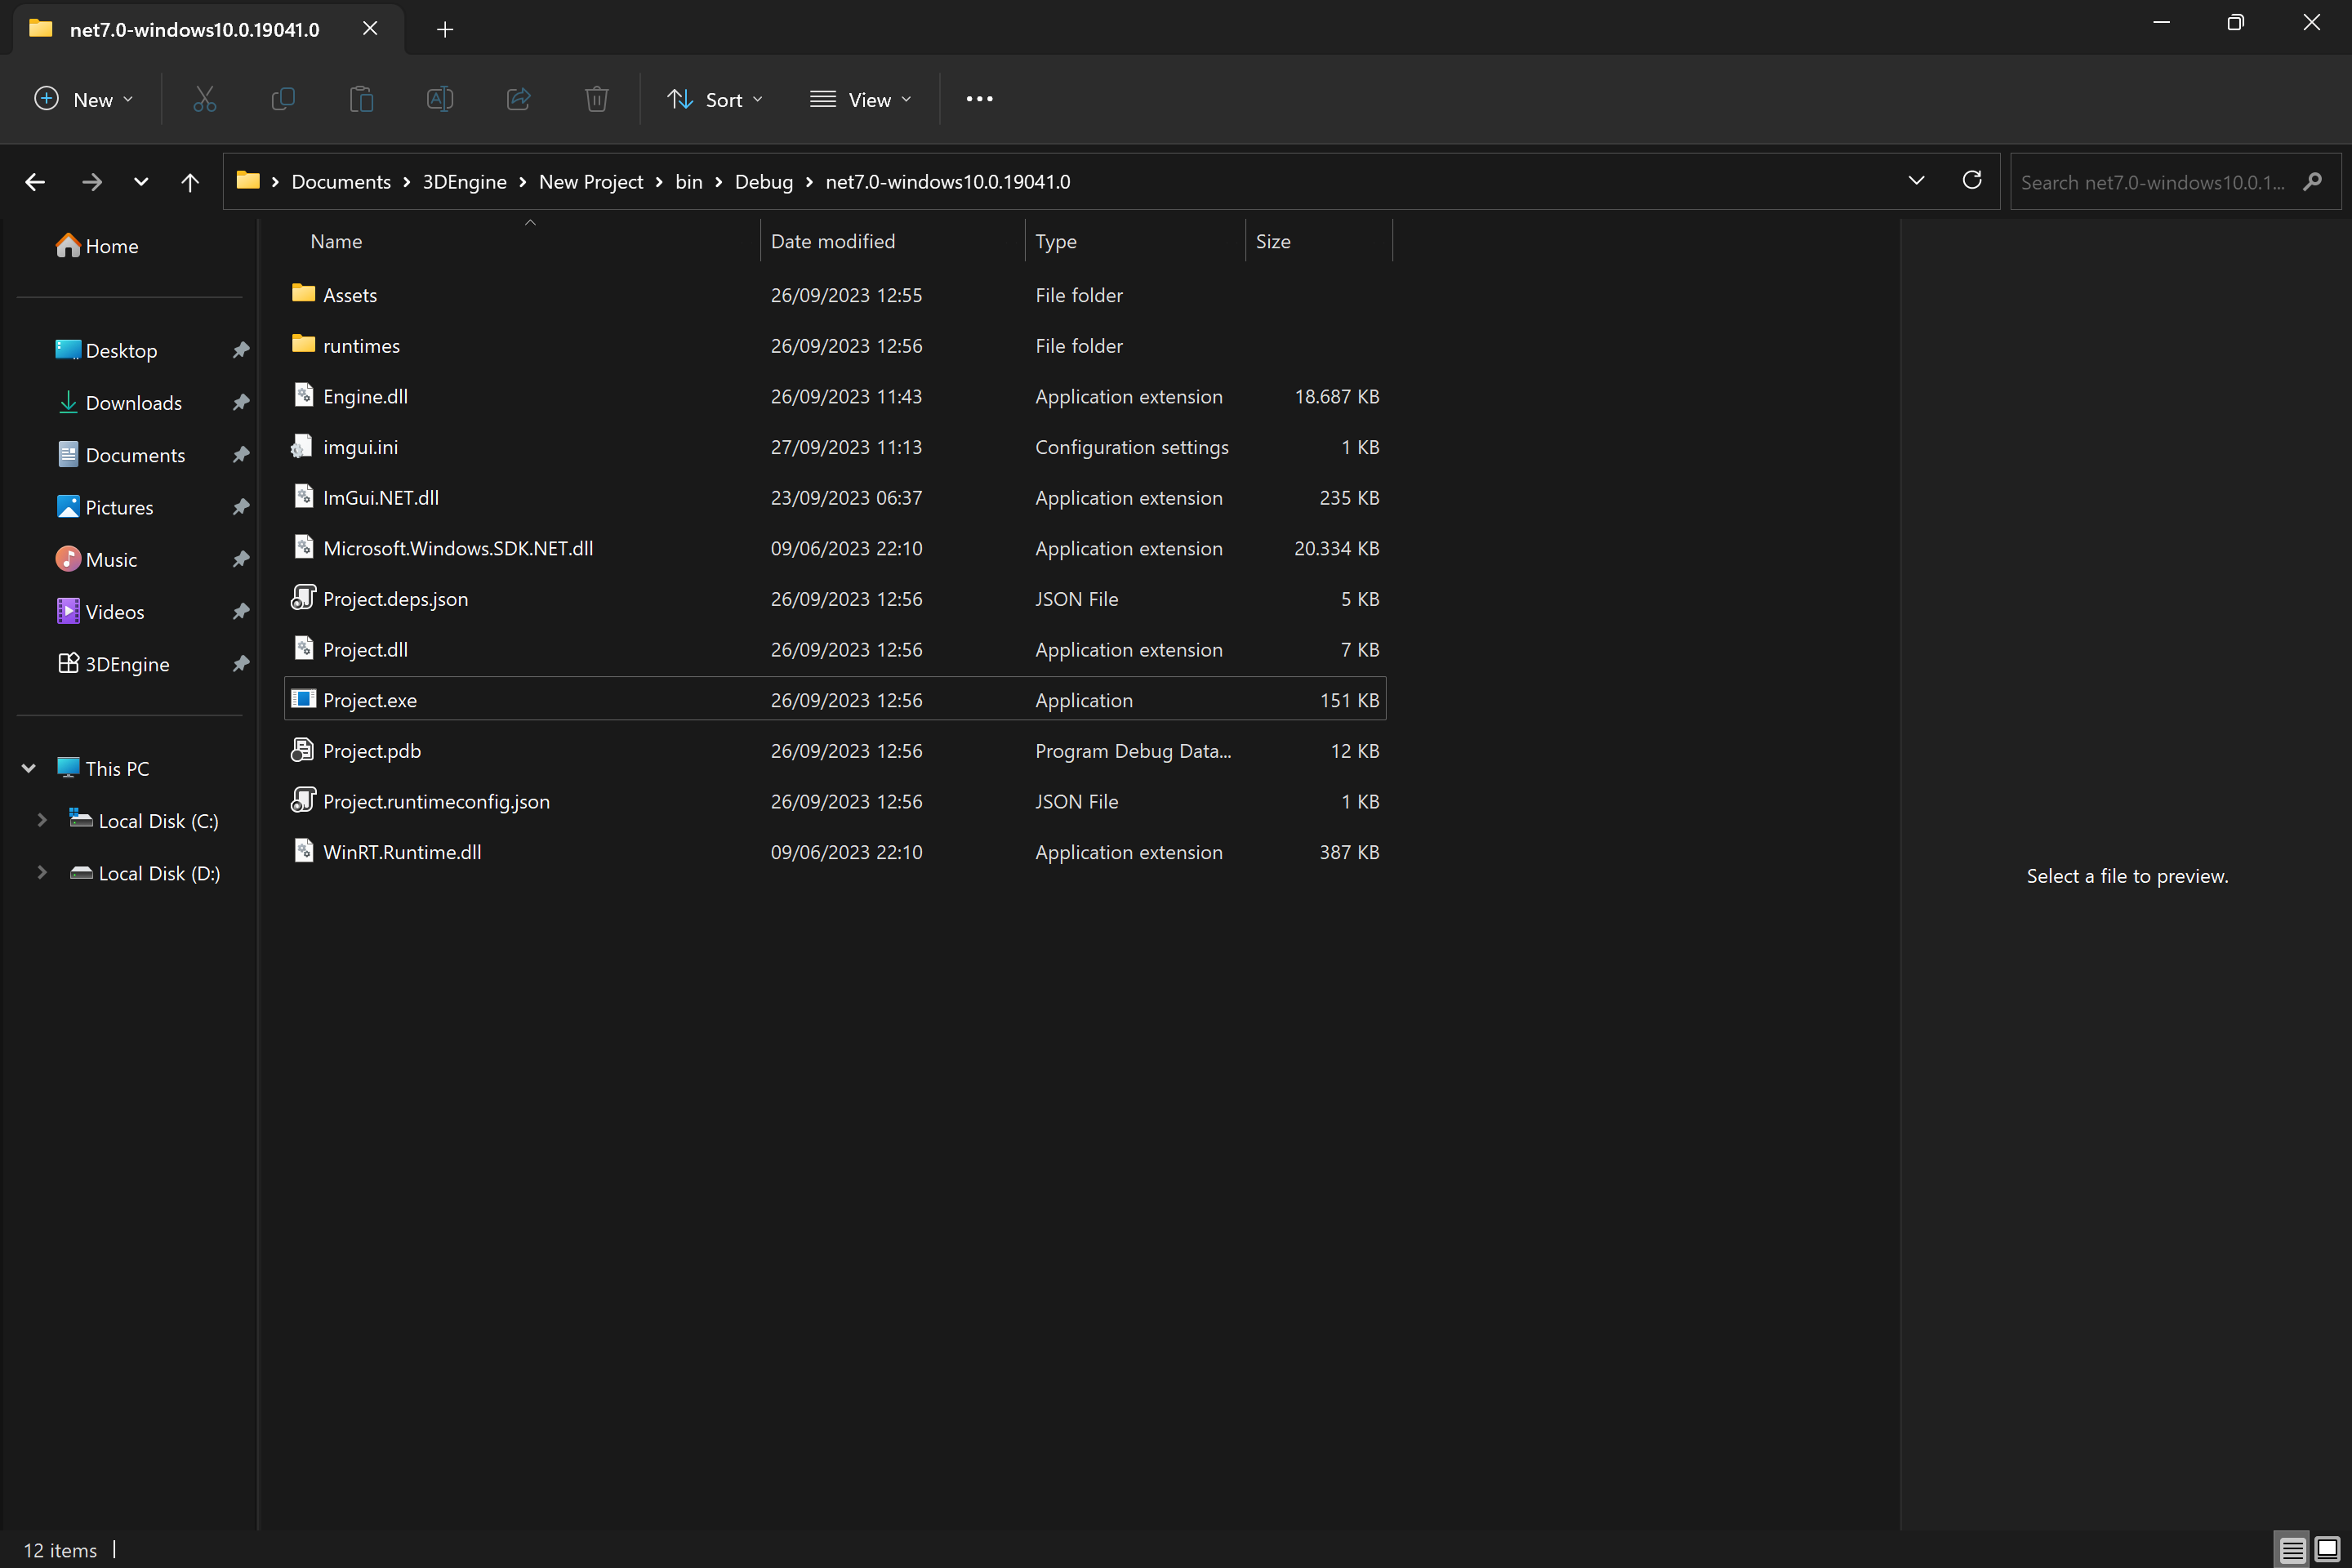 net7.0-windows10.0.19041.0
New Sort View
Documents 3DEngine New Project bin Debug net7.0-windows10.0.19041.0 Search net7.0-windows10.0.1...
Home
Desktop
Downloads
Documents
Pictures
Music
Videos
3DEngine
This PC
Local Disk (C:)
Local Disk (D:)
Name Date modified Type Size
Assets 26/09/2023 12:55 File folder
runtimes 26/09/2023 12:56 File folder
Engine.dll 26/09/2023 11:43 Application extension 18.687 KB
imgui.ini 27/09/2023 11:13 Configuration settings 1 KB
ImGui.NET.dll 23/09/2023 06:37 Application extension 235 KB
Microsoft.Windows.SDK.NET.dll 09/06/2023 22:10 Application extension 20.334 KB
Project.deps.json 26/09/2023 12:56 JSON File 5 KB
Project.dll 26/09/2023 12:56 Application extension 7 KB
Project.exe 26/09/2023 12:56 Application 151 KB
Project.pdb 26/09/2023 12:56 Program Debug Data... 12 KB
Project.runtimeconfig.json 26/09/2023 12:56 JSON File 1 KB
WinRT.Runtime.dll 09/06/2023 22:10 Application extension 387 KB
Select a file to preview.
12 items